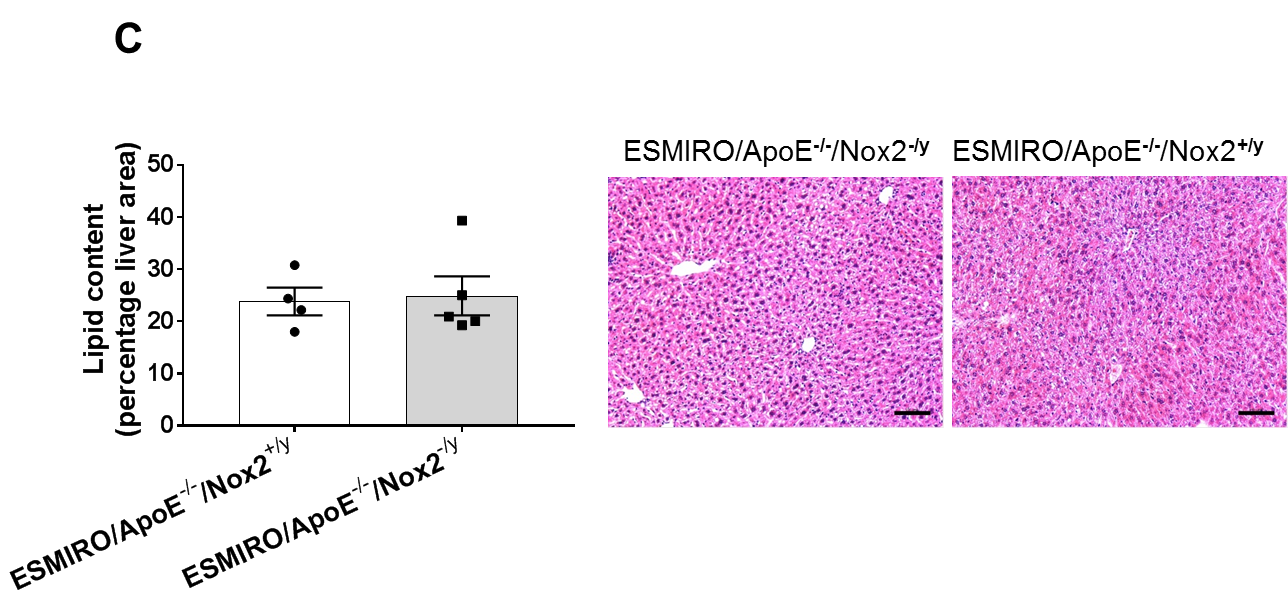 C
Lipid content
(percentage liver area)
50
40
30
20
10
0
ESMIRO/ApoE-/-/Nox2+/y
ESMIRO/ApoE-/-/Nox2-/y
ESMIRO/ApoE-/-/Nox2-/y
ESMIRO/ApoE-/-/Nox2+/y